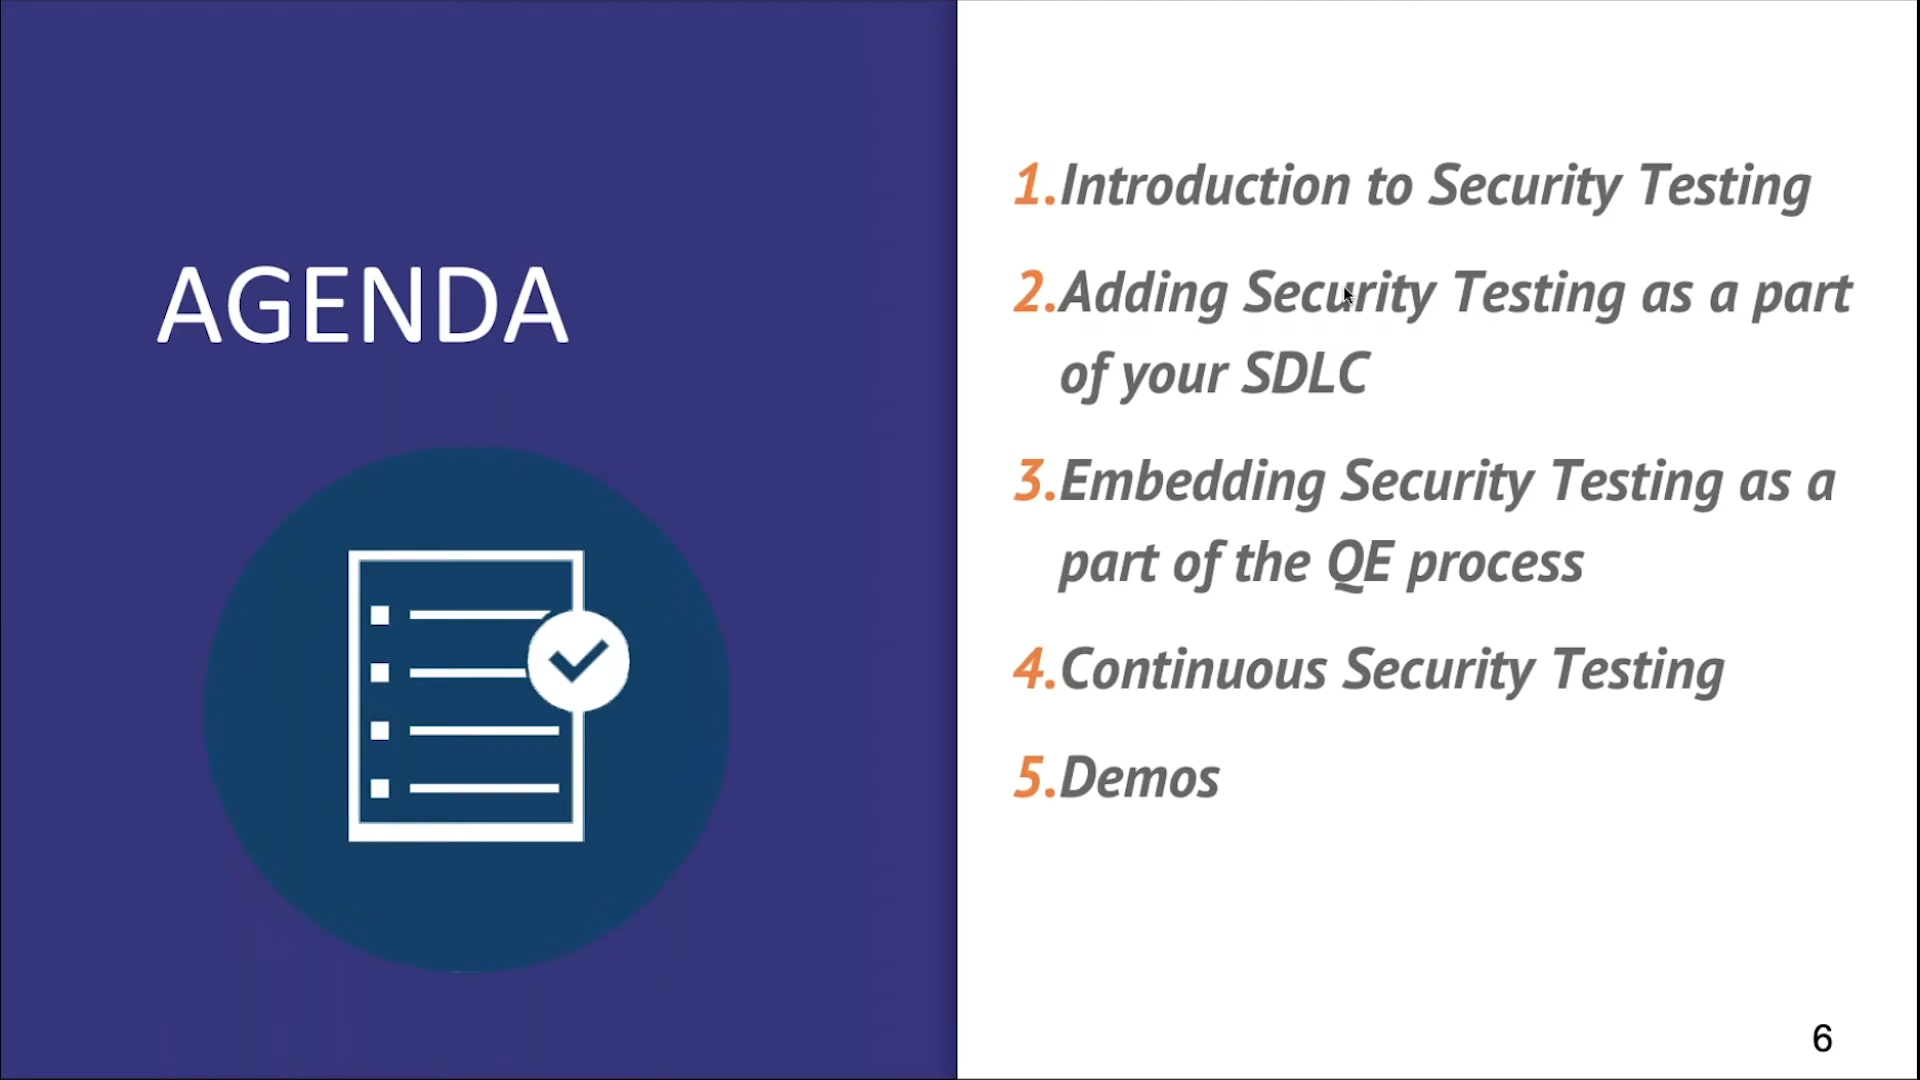 AGENDA
1.Introduction to Security Testing
2.Adding Security Testing as a part
of your SDLC
3.Embedding Security Testing as a
part of the QE process
4.Continuous Security Testing
5.Demos
6